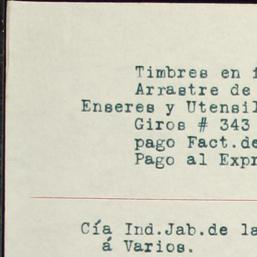 Timbres en
Arrastre de
Enseres y Utensil
Giros # 343
pago Fact.de
Pago al Expr
Cía Ind.Jab.de la
á Varios.